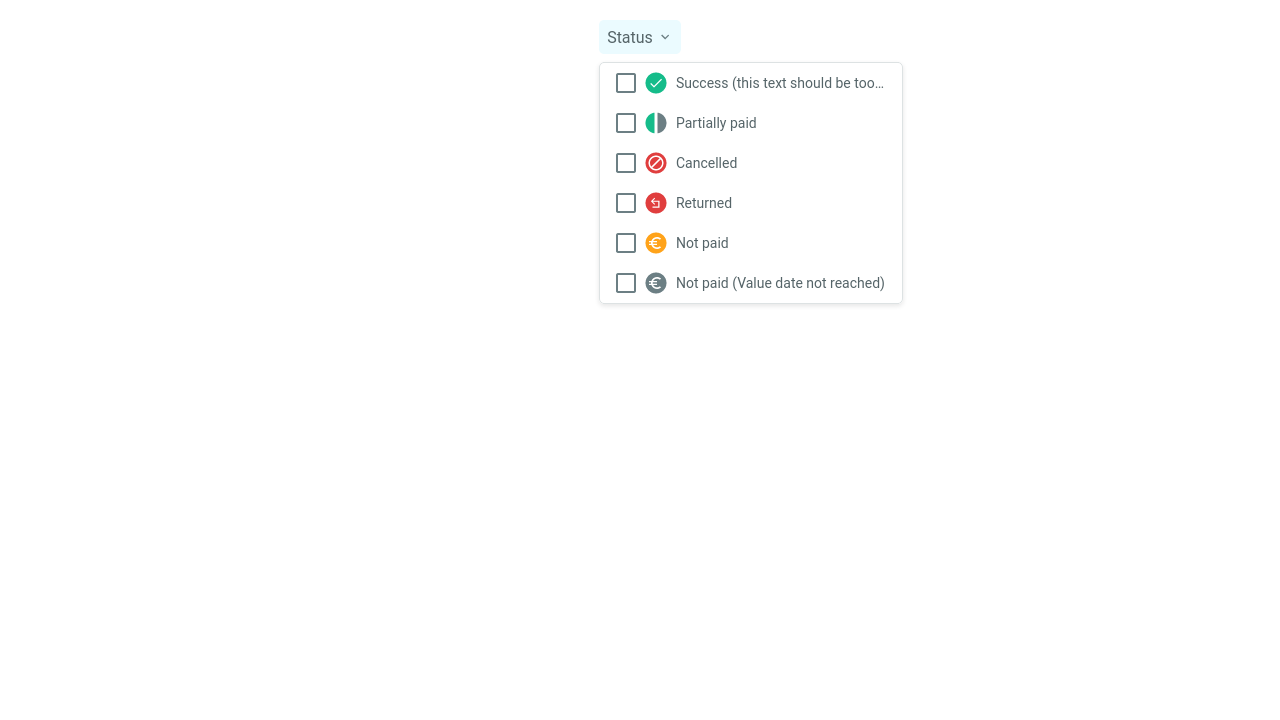 Status
Success (this text should be too…
Partially paid
Cancelled
Returned
Not paid
Not paid (Value date not reached)